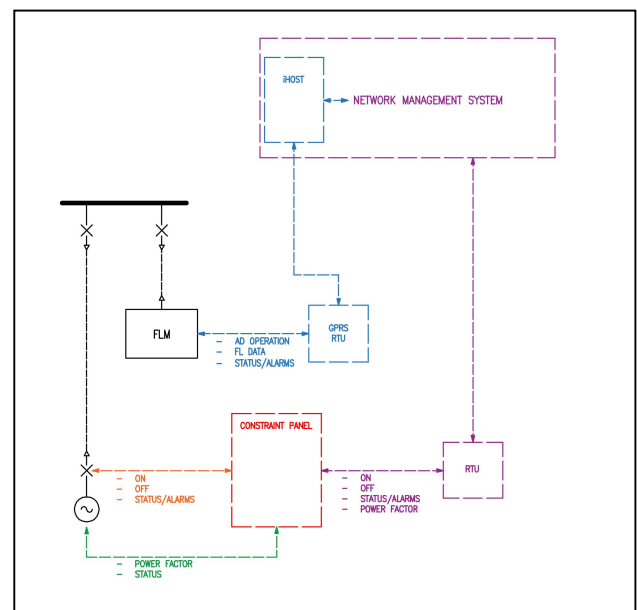 iHOST
NETWORK MANAGEMENT SYSTEM
FLM
GPRS
RTU
- AD OPERATION
- FL DATA
- STATUS/ALARMS
CONSTRAINT PANEL
RTU
- ON
- OFF
- STATUS/ALARMS
- ON
- OFF
- STATUS/ALARMS
- POWER FACTOR
- POWER FACTOR
- STATUS